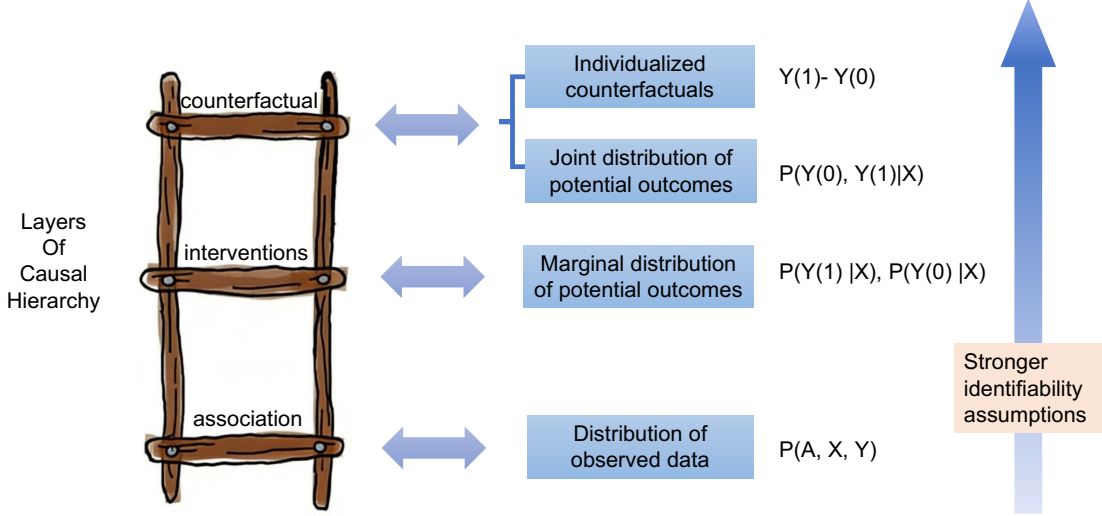 Layers
Of
Causal
Hierarchy
counterfactual
Individualized
counterfactuals
Y(1)- Y(0)
Joint distribution of
potential outcomes
P(Y(0), Y(1)|X)
interventions
Marginal distribution
of potential outcomes
P(Y(1) |X), P(Y(0) |X)
association
Distribution of
observed data
P(A, X, Y)
Stronger
identifiability
assumptions